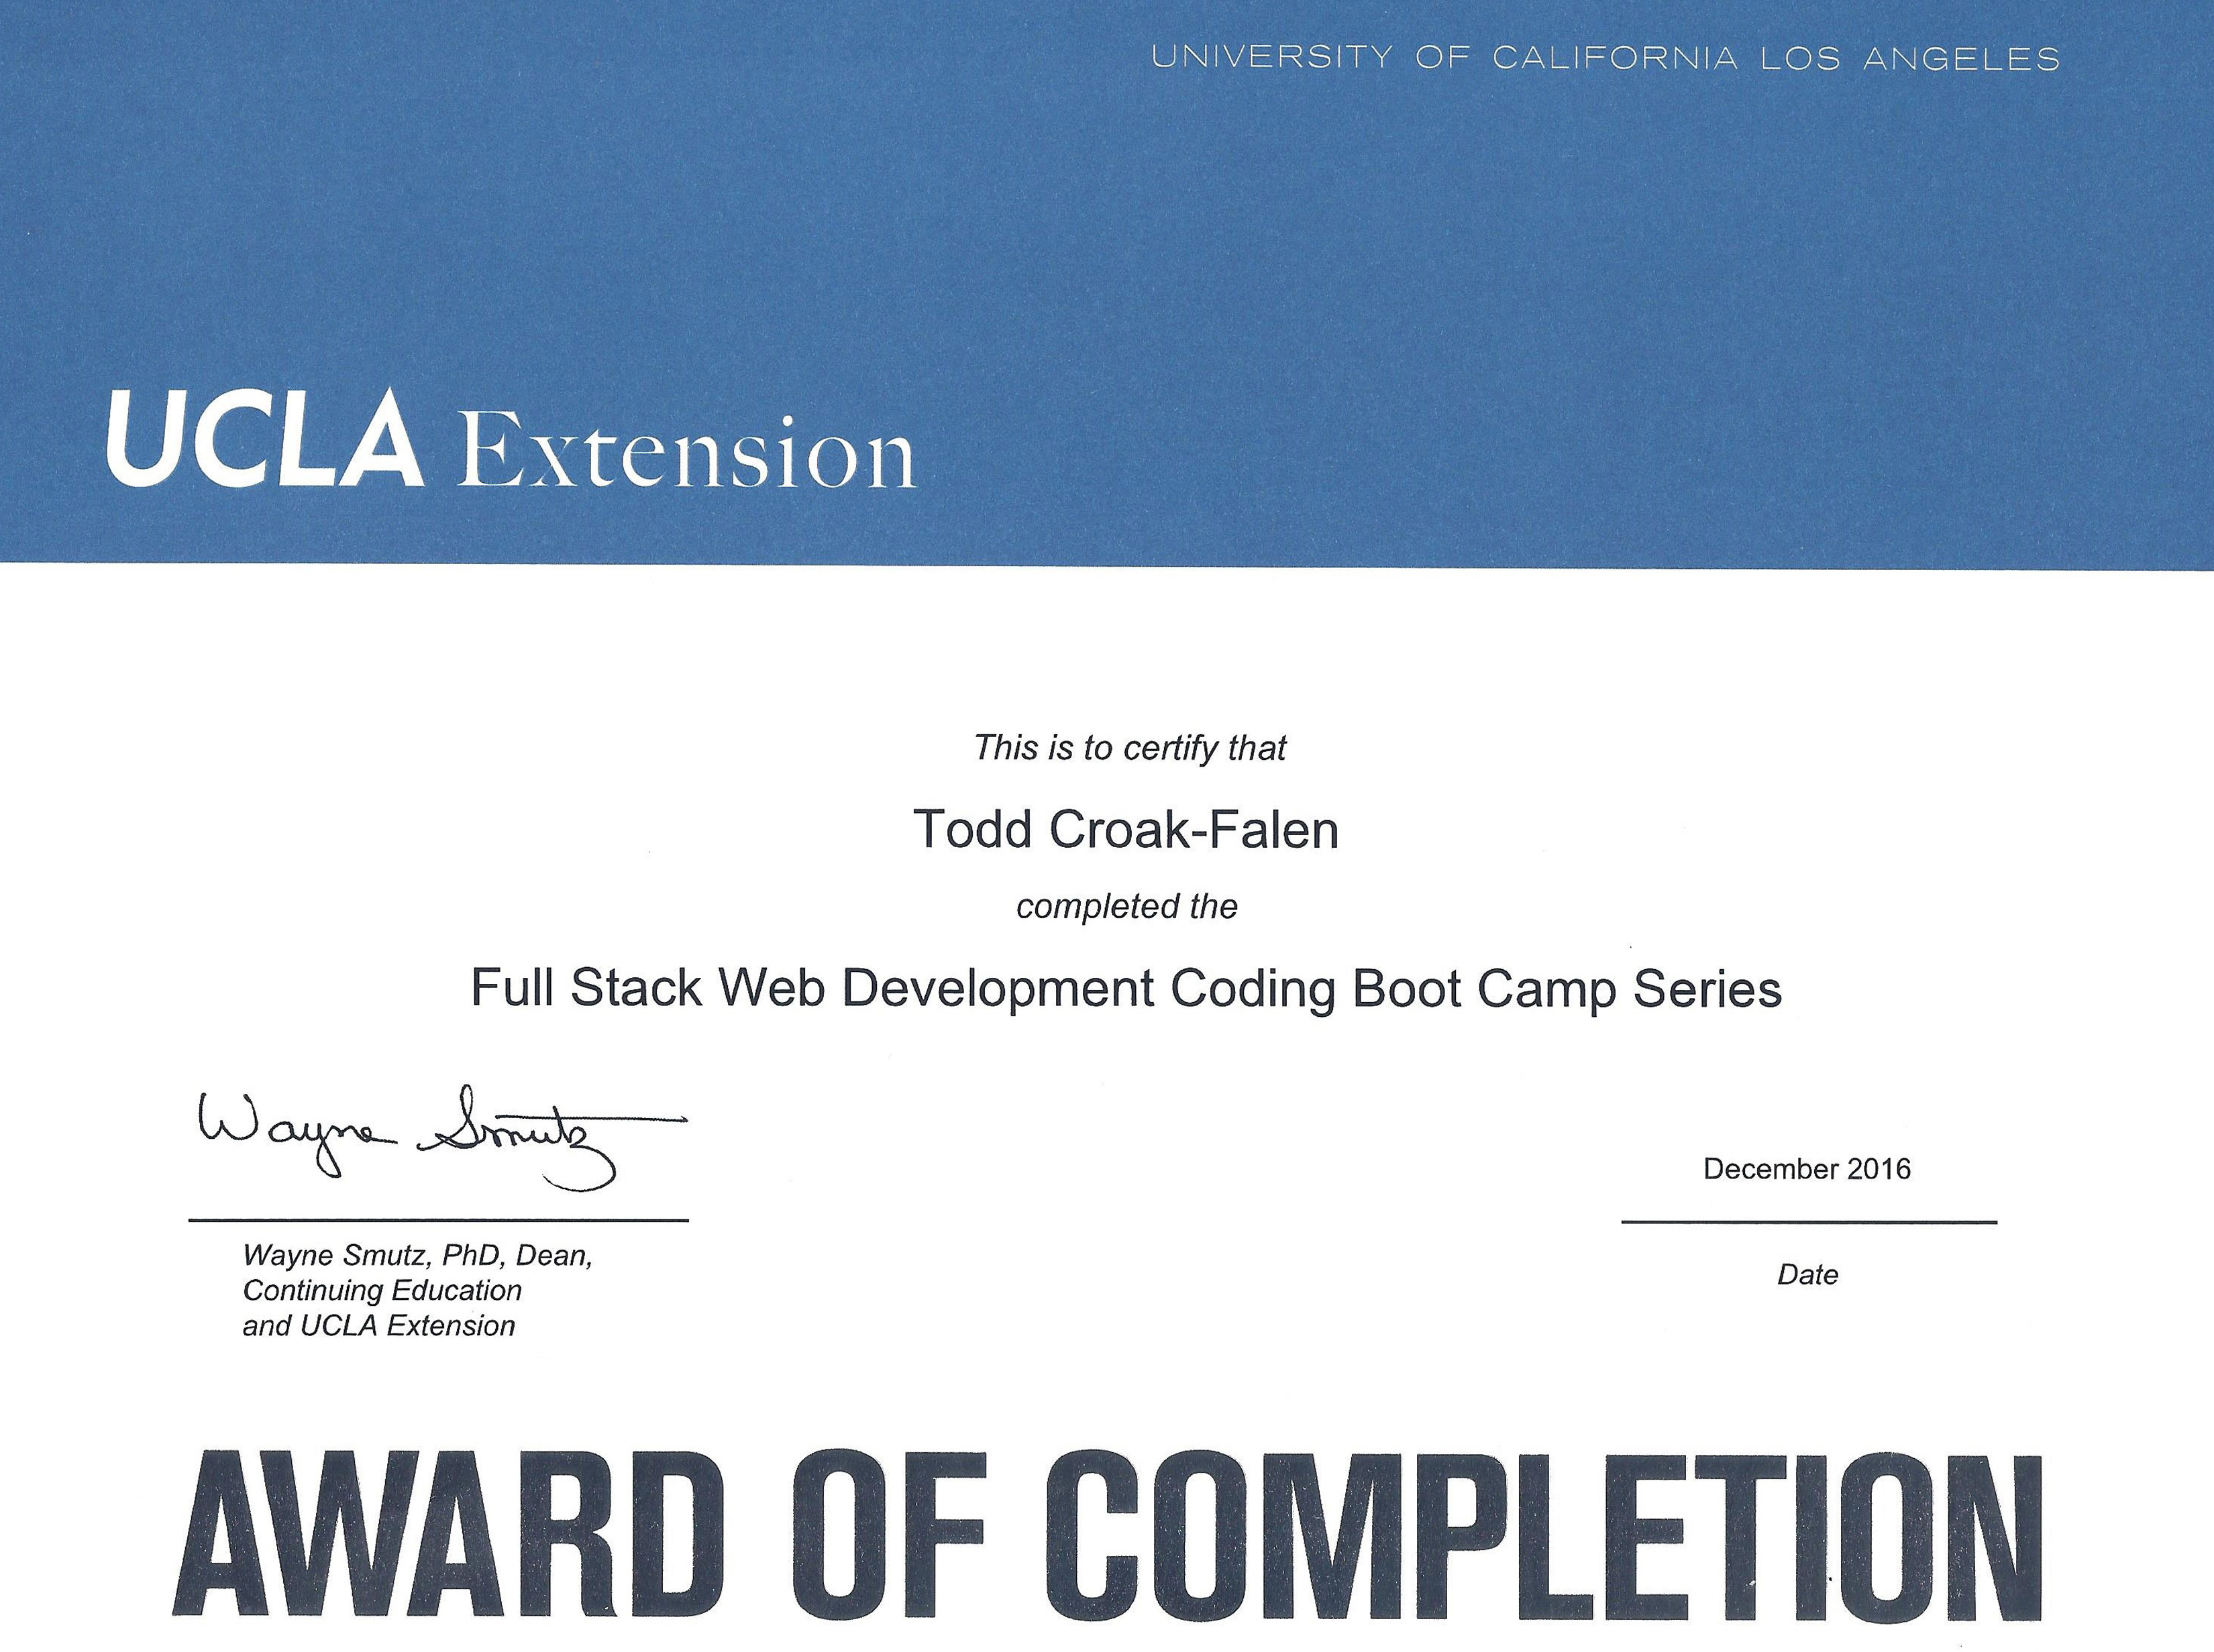 UNIVERSITY OF CALIFORNIA LOS ANGELES
UCLA Extension
This is to certify that
Todd Croak-Falen
completed the
Full Stack Web Development Coding Boot Camp Series
Wayne Smutz
December 2016
Wayne Smutz, PhD, Dean,
Continuing Education
and UCLA Extension
Date
AWARD OF COMPLETION